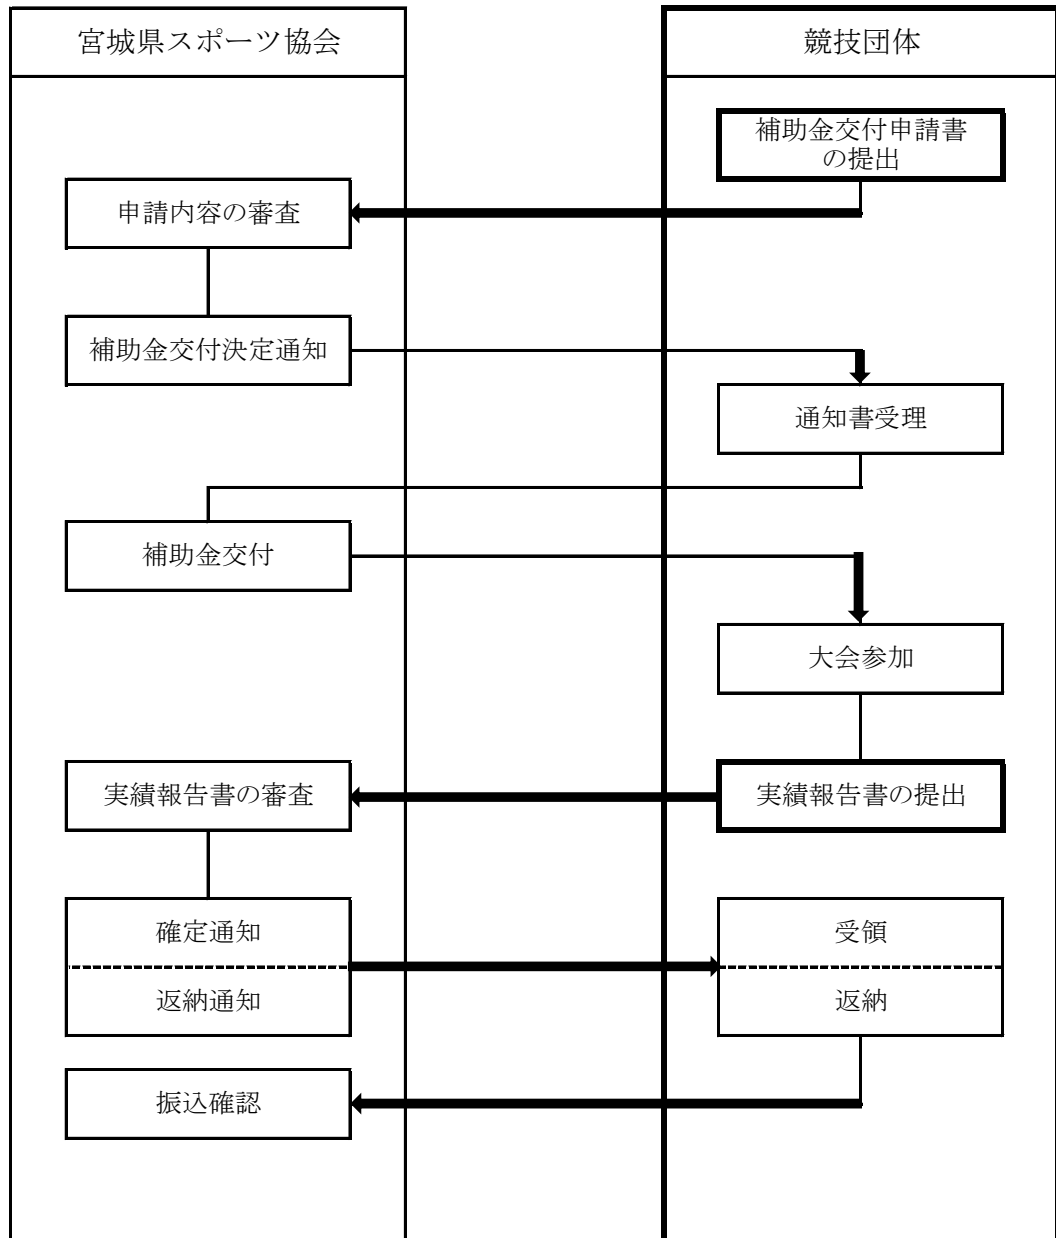 宮城県スポーツ協会
競技団体
補助金交付申請書
の提出
申請内容の審査
補助金交付決定通知
通知書受理
補助金交付
大会参加
実績報告書の審査
実績報告書の提出
確定通知
受領
返納通知
返納
振込確認